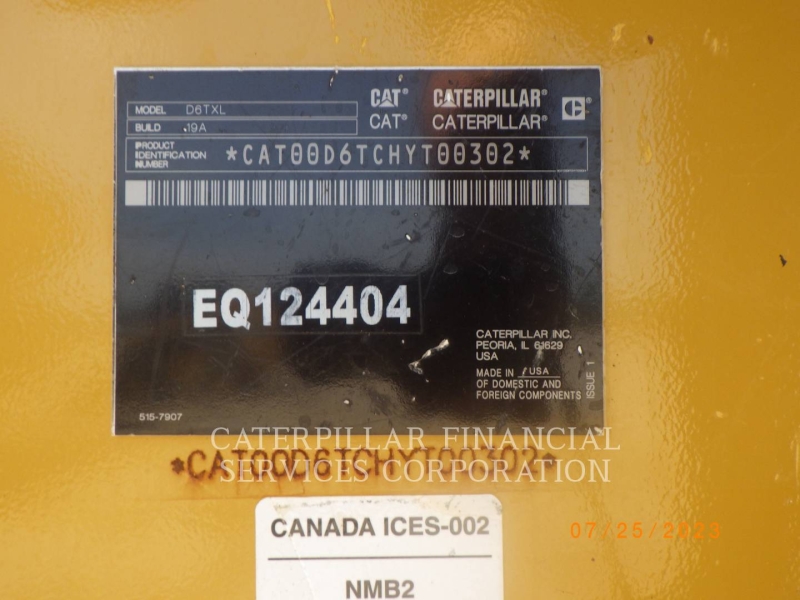 MODEL D6TXL
BUILD 19A
CAT® CATERPILLAR®
CAT® CATERPILLAR®
PRODUCT
IDENTIFICATION
NUMBER
*CAT00D6TCHYT00302*
EQ124404
CATERPILLAR INC.
PEORIA, IL 61629
USA
MADE IN USA
OF DOMESTIC AND
FOREIGN COMPONENTS
ISSUE 1
515-7907
CATERPILLAR FINANCIAL
SERVICES CORPORATION
*CAT00D6TCHYT00302*
CANADA ICES-002
NMB2
07/25/2023